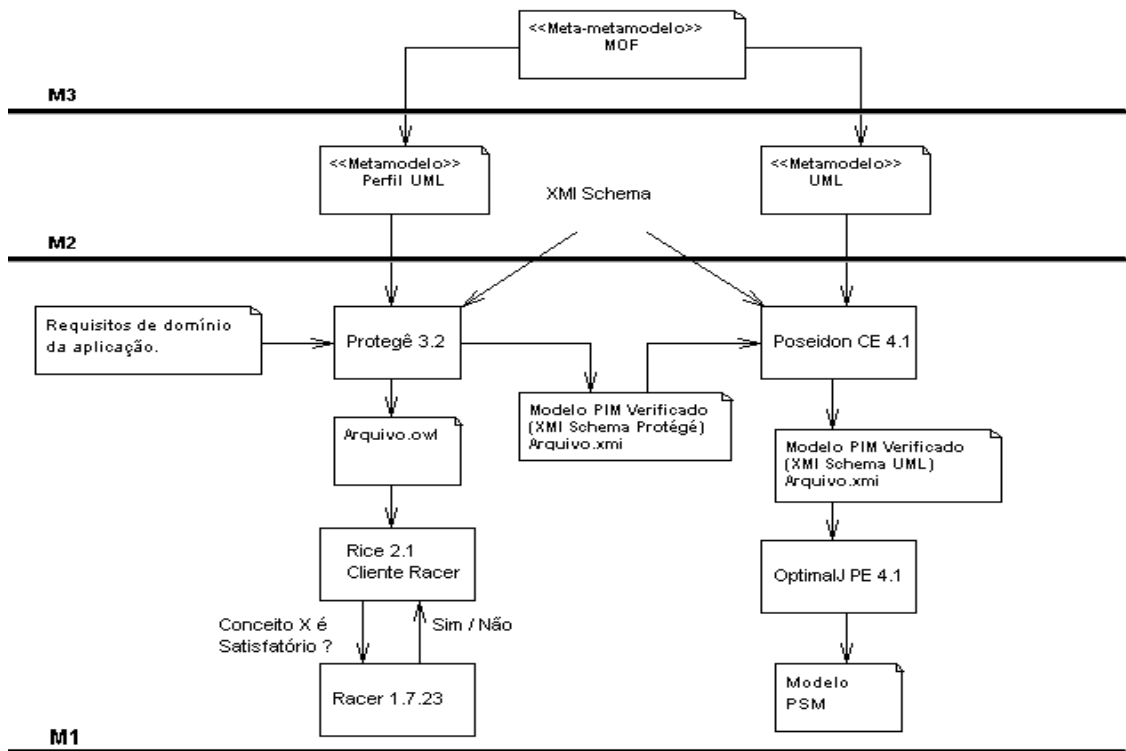 <<Meta-metamodelo>>
MOF
M3
<<Metamodelo>>
Perfil UML
<<Metamodelo>>
UML
XMI Schema
M2
Requisitos de domínio
da aplicação.
Protegê 3.2
Poseidon CE 4.1
Modelo PIM Verificado
(XMI Schema Protégé)
Arquivo.xmi
Arquivo.owl
Modelo PIM Verificado
(XMI Schema UML)
Arquivo.xmi
Rice 2.1
Cliente Racer
OptimalJ PE 4.1
Conceito X é
Satisfatório ?
Sim / Não
Racer 1.7.23
Modelo
PSM
M1